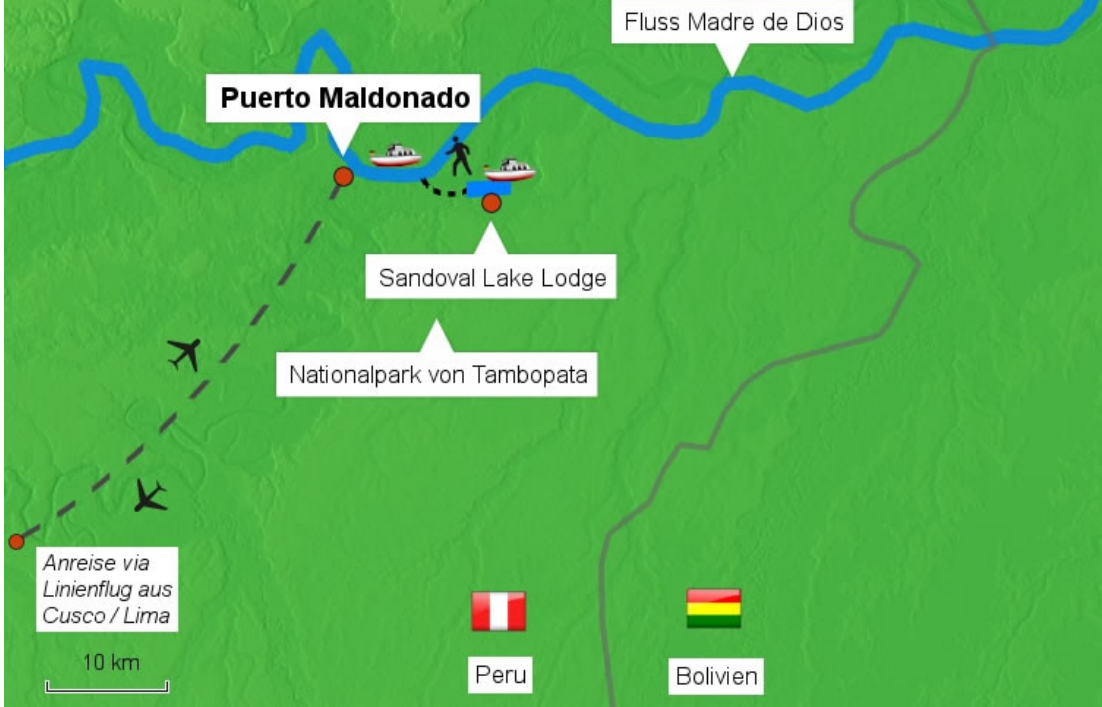 Fluss Madre de Dios
Puerto Maldonado
Sandoval Lake Lodge
Nationalpark von Tambopata
Anreise via
Linienflug aus
Cusco / Lima
10 km
Peru
Bolivien